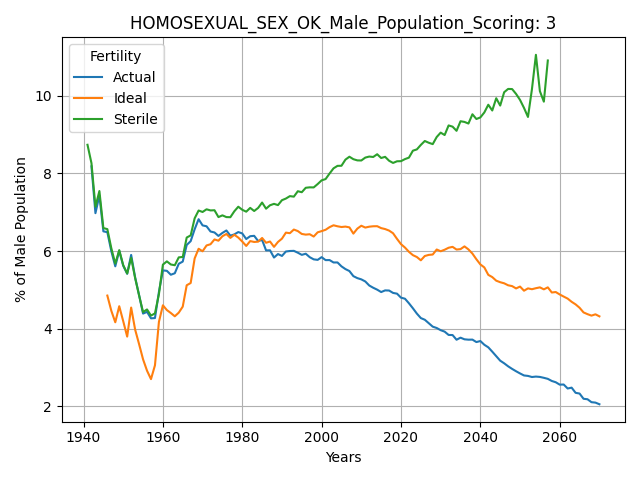 HOMOSEXUAL_SEX_OK_Male_Population_Scoring: 3
Fertility
Actual
Ideal
Sterile
% of Male Population
10
8
6
4
2
1940 1960 1980 2000 2020 2040 2060
Years